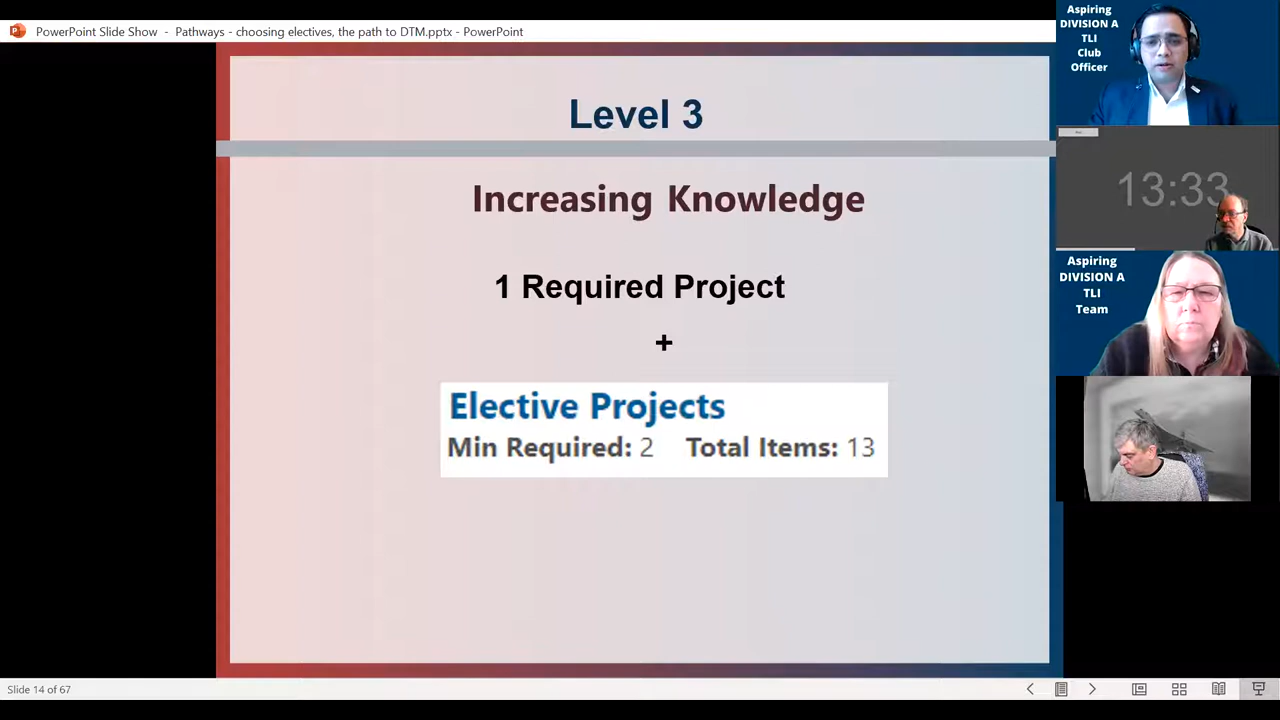 PowerPoint Slide Show - Pathways - choosing electives, the path to DTM.pptx - PowerPoint
Level 3
Increasing Knowledge
1 Required Project
+
Elective Projects
Min Required: 2 Total Items: 13
Aspiring
DIVISION A
TLI
Club
Officer
13:33
Aspiring
DIVISION A
TLI
Team
Slide 14 of 67